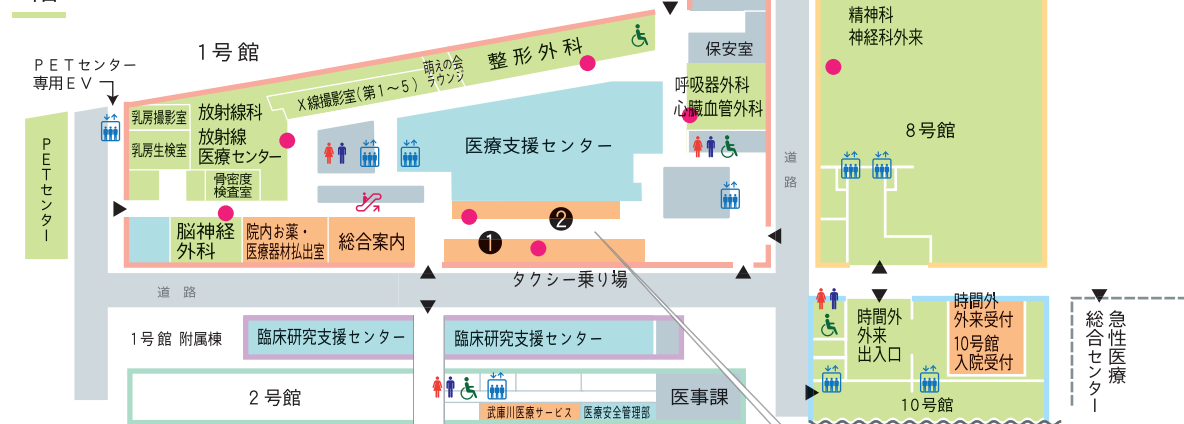 1号館
PETセンター
専用EV
PETセンター
乳房撮影室
乳房生検室
放射線科
放射線
医療センター
骨密度
検査室
X線撮影室(第1～5)
萌えの会
ラウンジ
整形外科
保安室
呼吸器外科
心臓血管外科
医療支援センター
脳神経
外科
院内お薬・
医療器材払出室
総合案内
1
2
タクシー乗り場
道路
道路
精神科
神経科外来
8号館
1号館 附属棟
臨床研究支援センター
臨床研究支援センター
2号館
武庫川医療サービス
医療安全管理部
医事課
時間外
外来
出入口
時間外
外来受付
10号館
入院受付
10号館
急性医療
総合センター